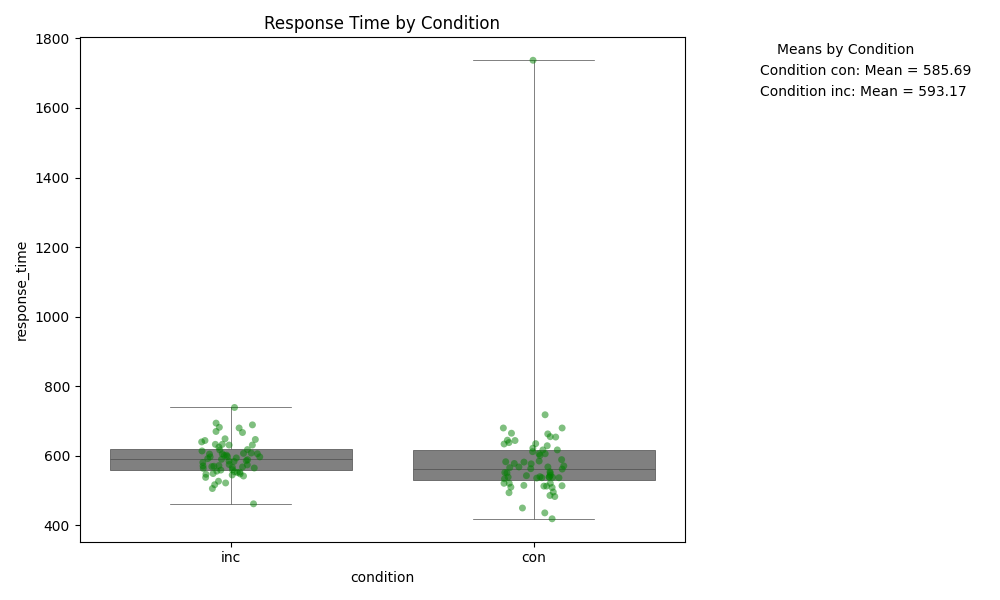 Response Time by Condition
Means by Condition
Condition con: Mean = 585.69
Condition inc: Mean = 593.17
response_time
1800
1600
1400
1200
1000
800
600
400
inc
con
condition